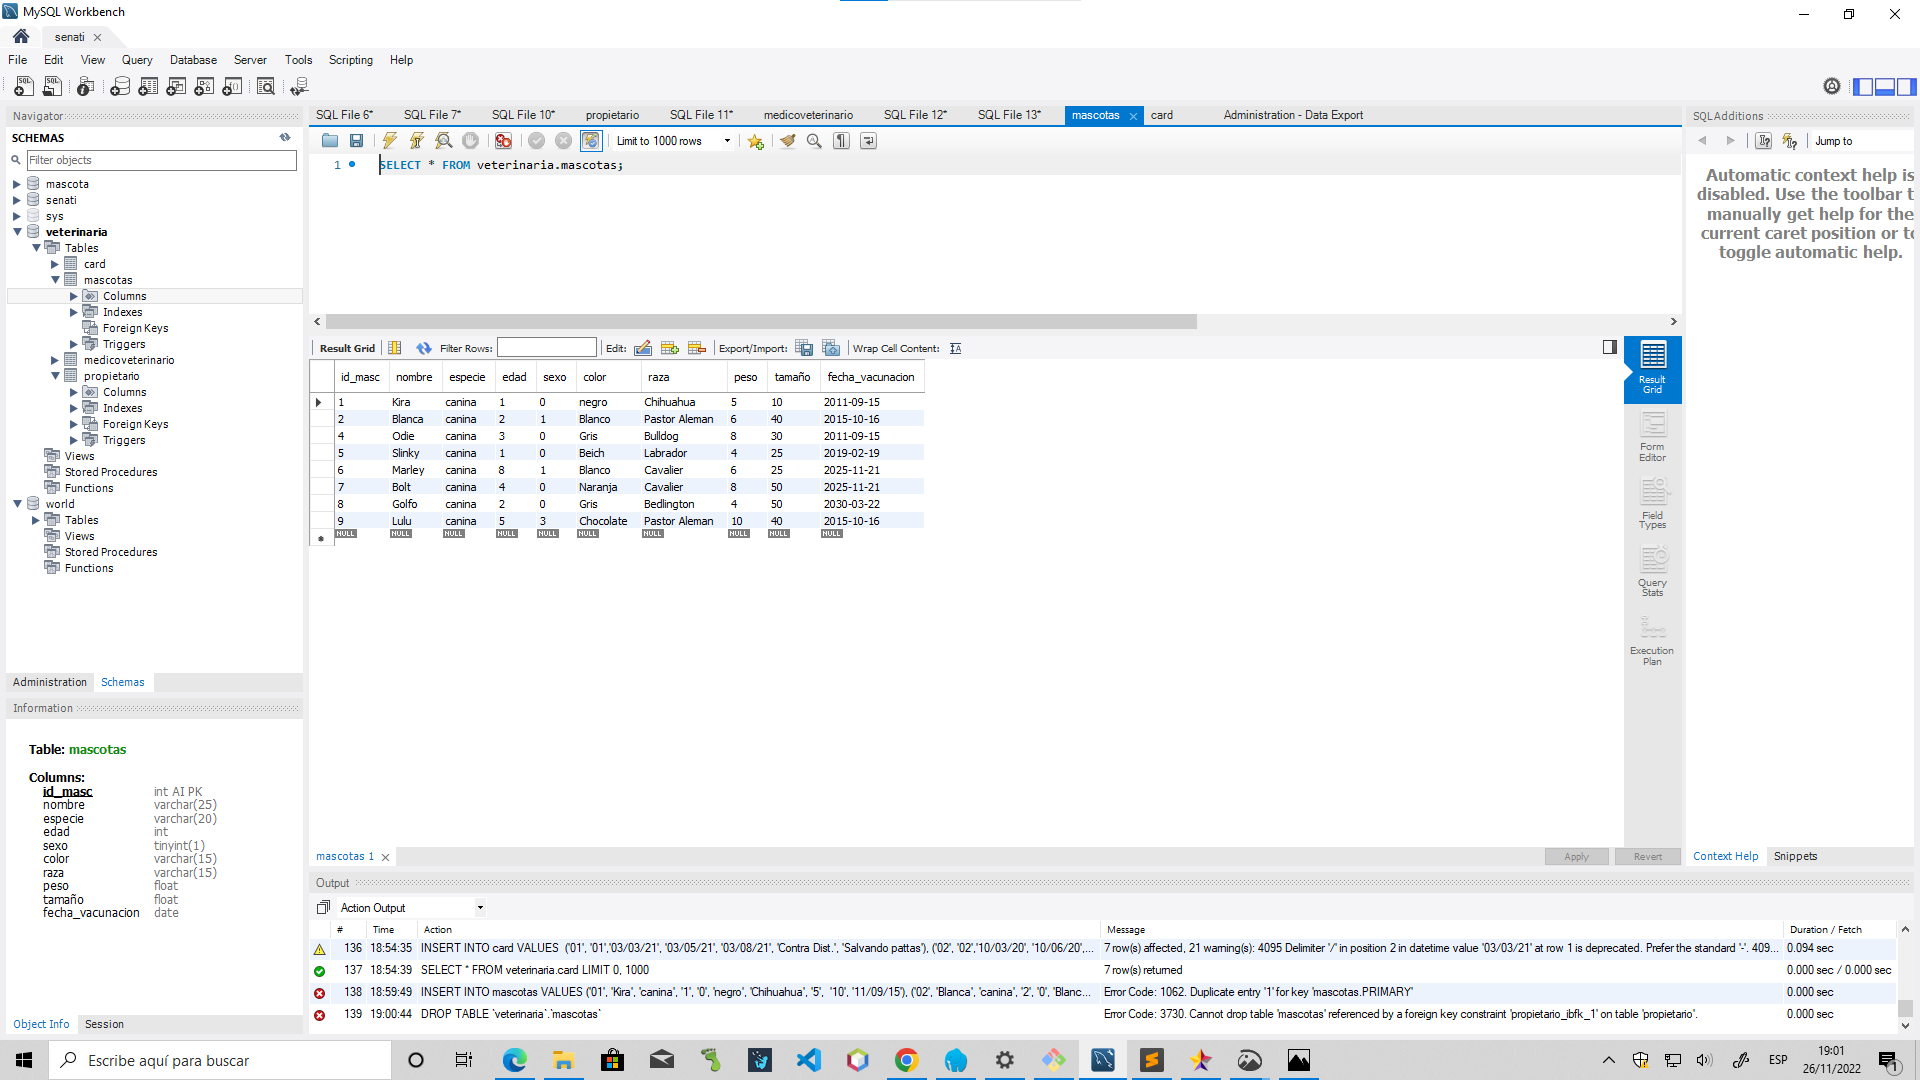 MySQL Workbench
senati
File Edit View Query Database Server Tools Scripting Help
Navigator
SCHEMAS
Filter objects
mascota
senati
sys
veterinaria
Tables
card
mascotas
Columns
Indexes
Foreign Keys
Triggers
medicoveterinario
propietario
Columns
Indexes
Foreign Keys
Triggers
Views
Stored Procedures
Functions
world
Tables
Views
Stored Procedures
Functions
Administration Schemas
Information
Table: mascotas
Columns:
id_masc int AI PK
nombre varchar(25)
especie varchar(20)
edad int
sexo tinyint(1)
color varchar(15)
raza varchar(15)
peso float
tamaño float
fecha_vacunacion date
Object Info Session
SQL File 6* SQL File 7* SQL File 10* propietario SQL File 11* medicoveterinario SQL File 12* SQL File 13* mascotas card Administration - Data Export
Limit to 1000 rows
1 SELECT * FROM veterinaria.mascotas;
Result Grid Filter Rows: Edit: Export/Import: Wrap Cell Content:
id_masc nombre especie edad sexo color raza peso tamaño fecha_vacunacion
1 Kira canina 1 0 negro Chihuahua 5 10 2011-09-15
2 Blanca canina 2 1 Blanco Pastor Aleman 6 40 2015-10-16
4 Odie canina 3 0 Gris Bulldog 8 30 2011-09-15
5 Slinky canina 1 0 Beich Labrador 4 25 2019-02-19
6 Marley canina 8 1 Blanco Cavalier 6 25 2025-11-21
7 Bolt canina 4 0 Naranja Cavalier 8 50 2025-11-21
8 Golfo canina 2 0 Gris Bedlington 4 50 2030-03-22
9 Lulu canina 5 3 Chocolate Pastor Aleman 10 40 2015-10-16
NULL NULL NULL NULL NULL NULL NULL NULL NULL NULL
Result
Grid
Form
Editor
Field
Types
Query
Stats
Execution
Plan
mascotas 1 Apply Revert
SQLAdditions
Jump to
Automatic context help is
disabled. Use the toolbar t
manually get help for the
current caret position or to
toggle automatic help.
Context Help Snippets
Output
Action Output
# Time Action Message Duration / Fetch
136 18:54:35 INSERT INTO card VALUES ('01', '01','03/03/21', '03/05/21', '03/08/21', 'Contra Dist.', 'Salvando pattas'), ('02', '02','10/03/20', '10/06/20',... 7 row(s) affected, 21 warning(s): 4095 Delimiter '/' in position 2 in datetime value '03/03/21' at row 1 is deprecated. Prefer the standard '-'. 409... 0.094 sec
137 18:54:39 SELECT * FROM veterinaria.card LIMIT 0, 1000 7 row(s) returned 0.000 sec / 0.000 sec
138 18:59:49 INSERT INTO mascotas VALUES ('01', 'Kira', 'canina', '1', '0', 'negro', 'Chihuahua', '5', '10', '11/09/15'), ('02', 'Blanca', 'canina', '2', '0', 'Blanc... Error Code: 1062. Duplicate entry '1' for key 'mascotas.PRIMARY' 0.000 sec
139 19:00:44 DROP TABLE `veterinaria`.`mascotas` Error Code: 3730. Cannot drop table 'mascotas' referenced by a foreign key constraint 'propietario_ibfk_1' on table 'propietario'. 0.000 sec
Escribe aquí para buscar
ESP
19:01
26/11/2022
1